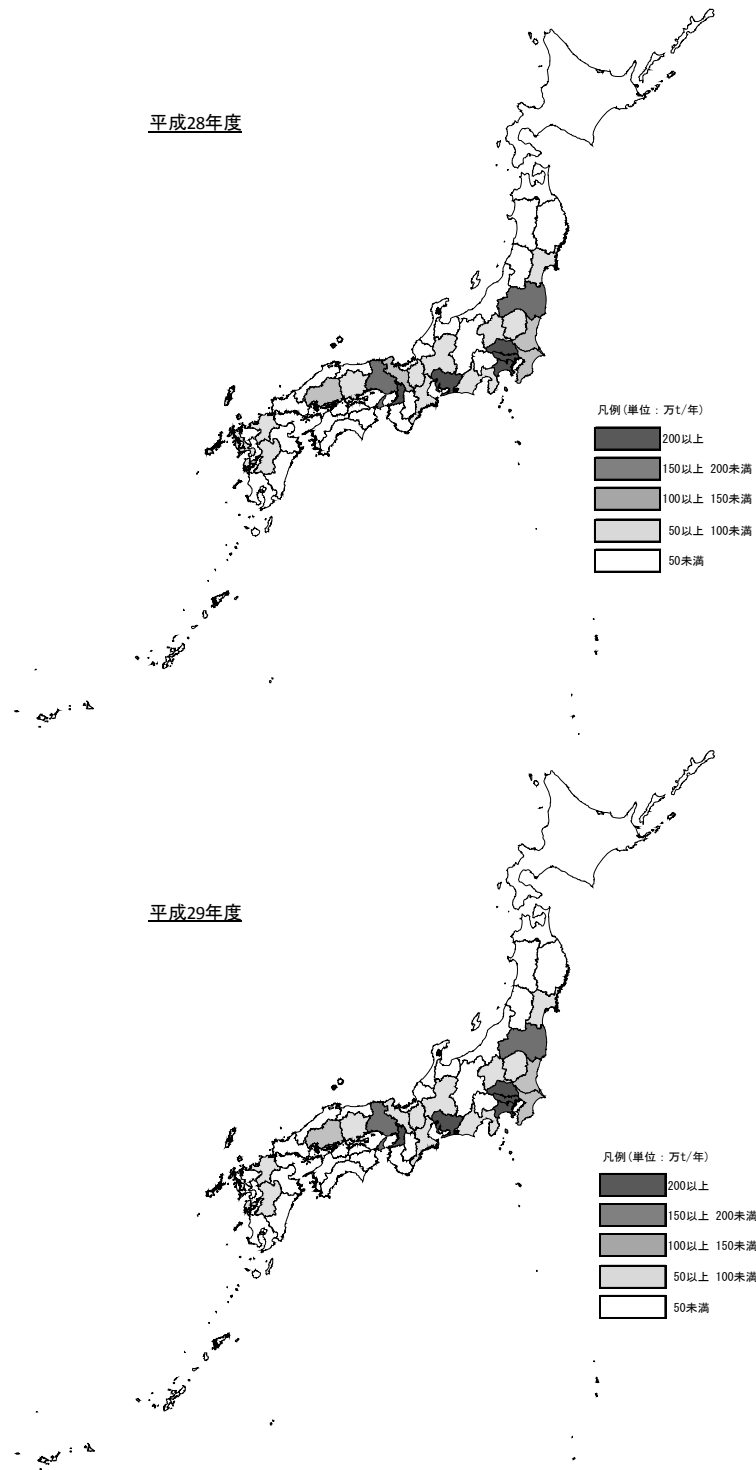 平成28年度
凡例(単位：万t/年)
200以上
150以上 200未満
100以上 150未満
50以上 100未満
50未満
平成29年度
凡例(単位：万t/年)
200以上
150以上 200未満
100以上 150未満
50以上 100未満
50未満